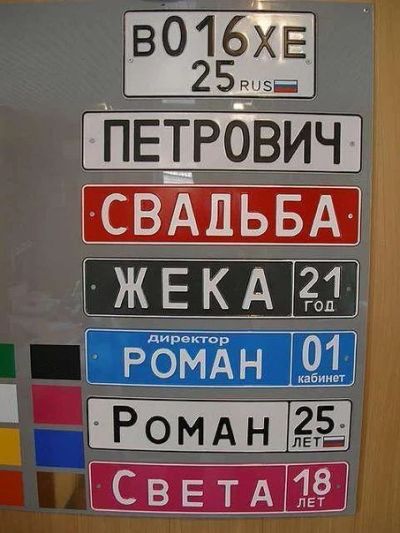 В016ХЕ
25 RUS
ПЕТРОВИЧ
СВАДЬБА
ЖЕКА 21 ГОД
директор
РОМАН 01 кабинет
РОМАН 25 ЛЕТ
СВЕТА 18 ЛЕТ